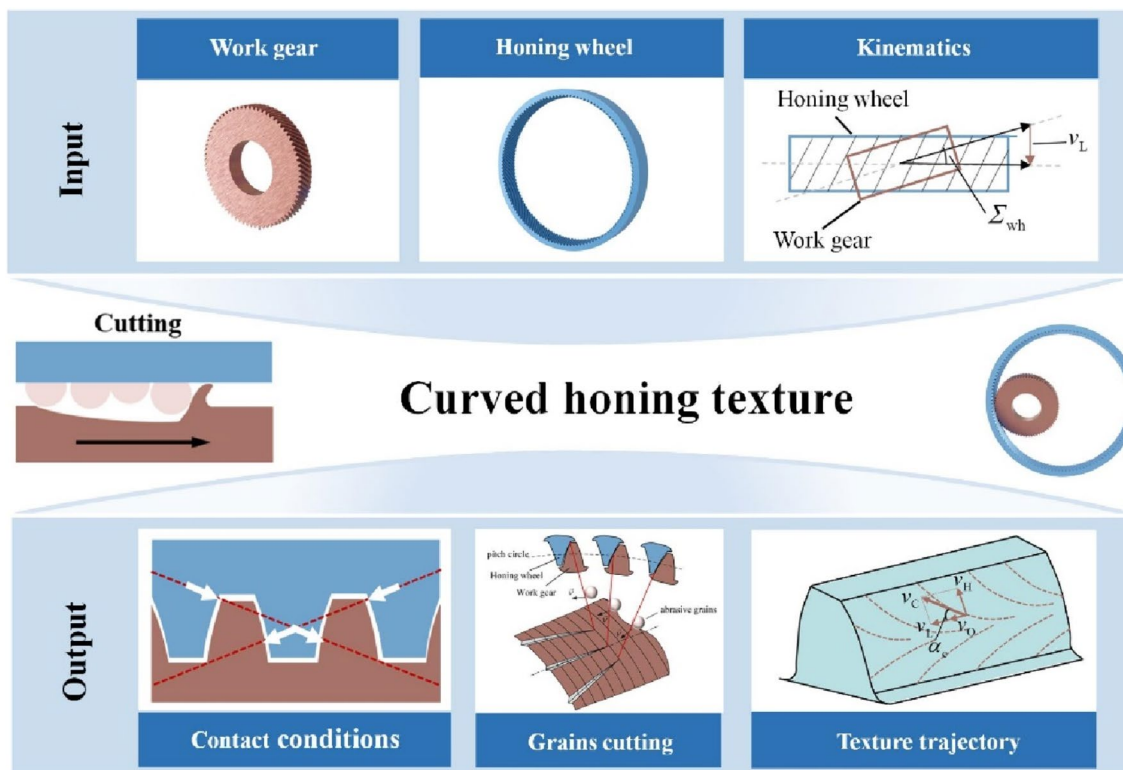 Work gear
Honing wheel
Kinematics
Input
Honing wheel
v_L
Σ_wh
Work gear
Cutting
Curved honing texture
Output
pitch circle
Honing wheel
Work gear
abrasive grains
v_H
v_C
v_L
α_c
Contact conditions
Grains cutting
Texture trajectory